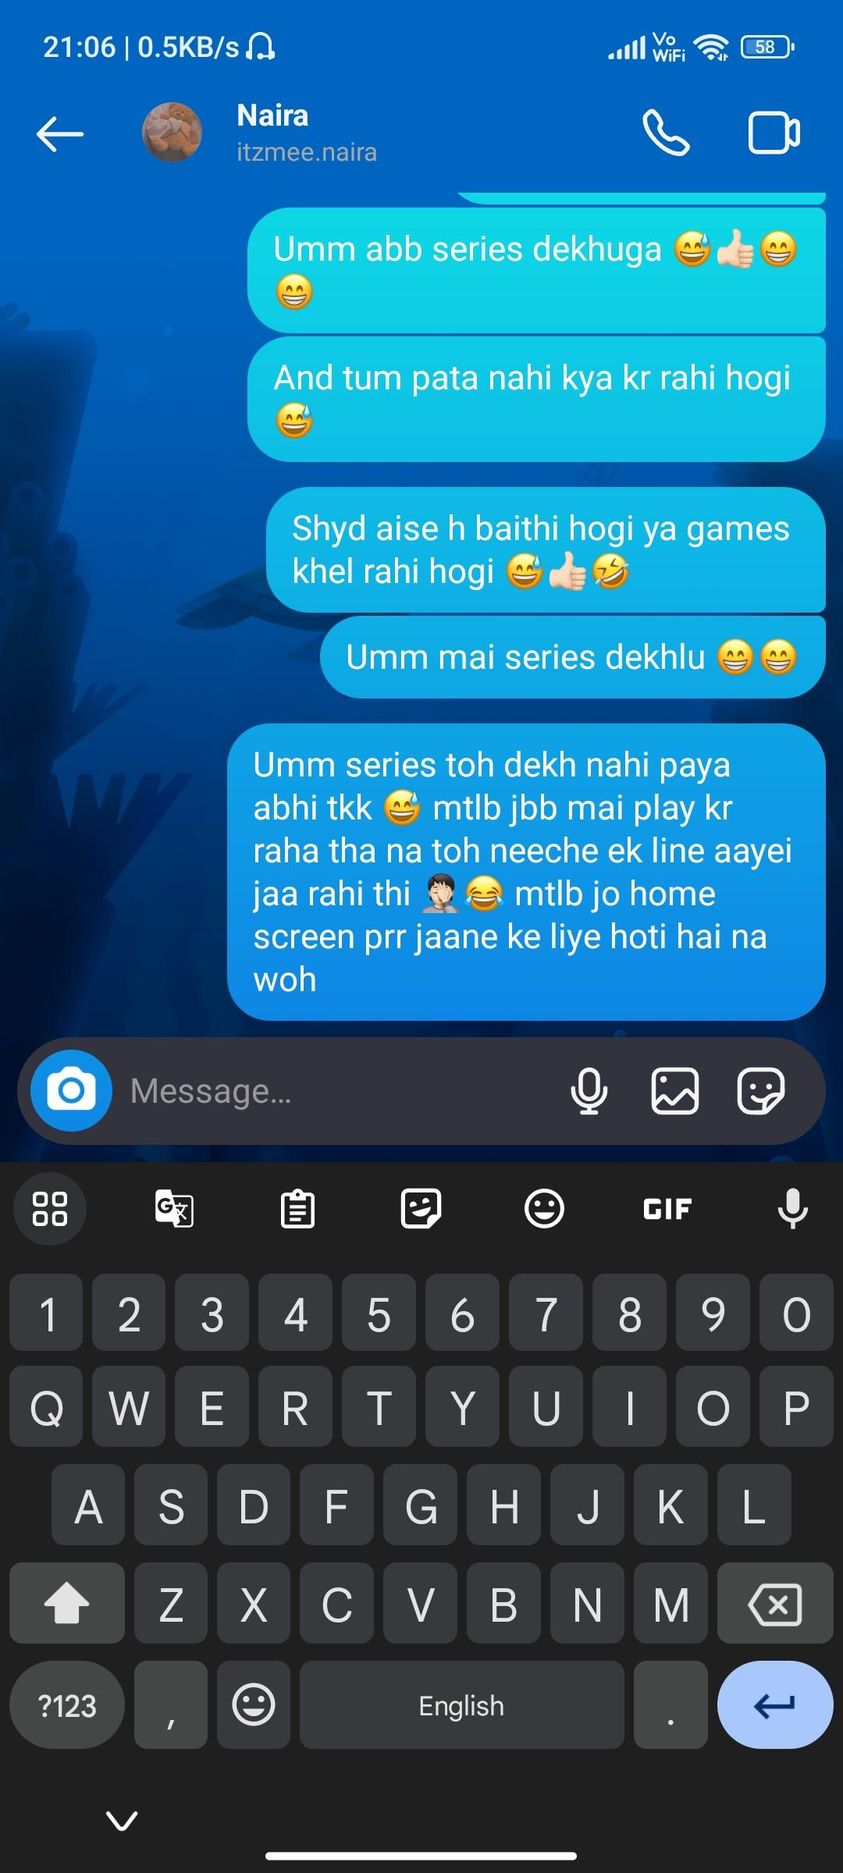 21:06 | 0.5KB/s
Vo
WiFi
58
Naira
itzmee.naira
Umm abb series dekhuga 😅👍🏻😁
😁
And tum pata nahi kya kr rahi hogi
😅
Shyd aise h baithi hogi ya games
khel rahi hogi 😅👍🏻🤣
Umm mai series dekhlu 😁😁
Umm series toh dekh nahi paya
abhi tkk 😅 mtlb jbb mai play kr
raha tha na toh neeche ek line aayei
jaa rahi thi 🤦🏻‍♂️😂 mtlb jo home
screen prr jaane ke liye hoti hai na
woh
Message...
GIF
1 2 3 4 5 6 7 8 9 0
Q W E R T Y U I O P
A S D F G H J K L
Z X C V B N M
?123 , English .